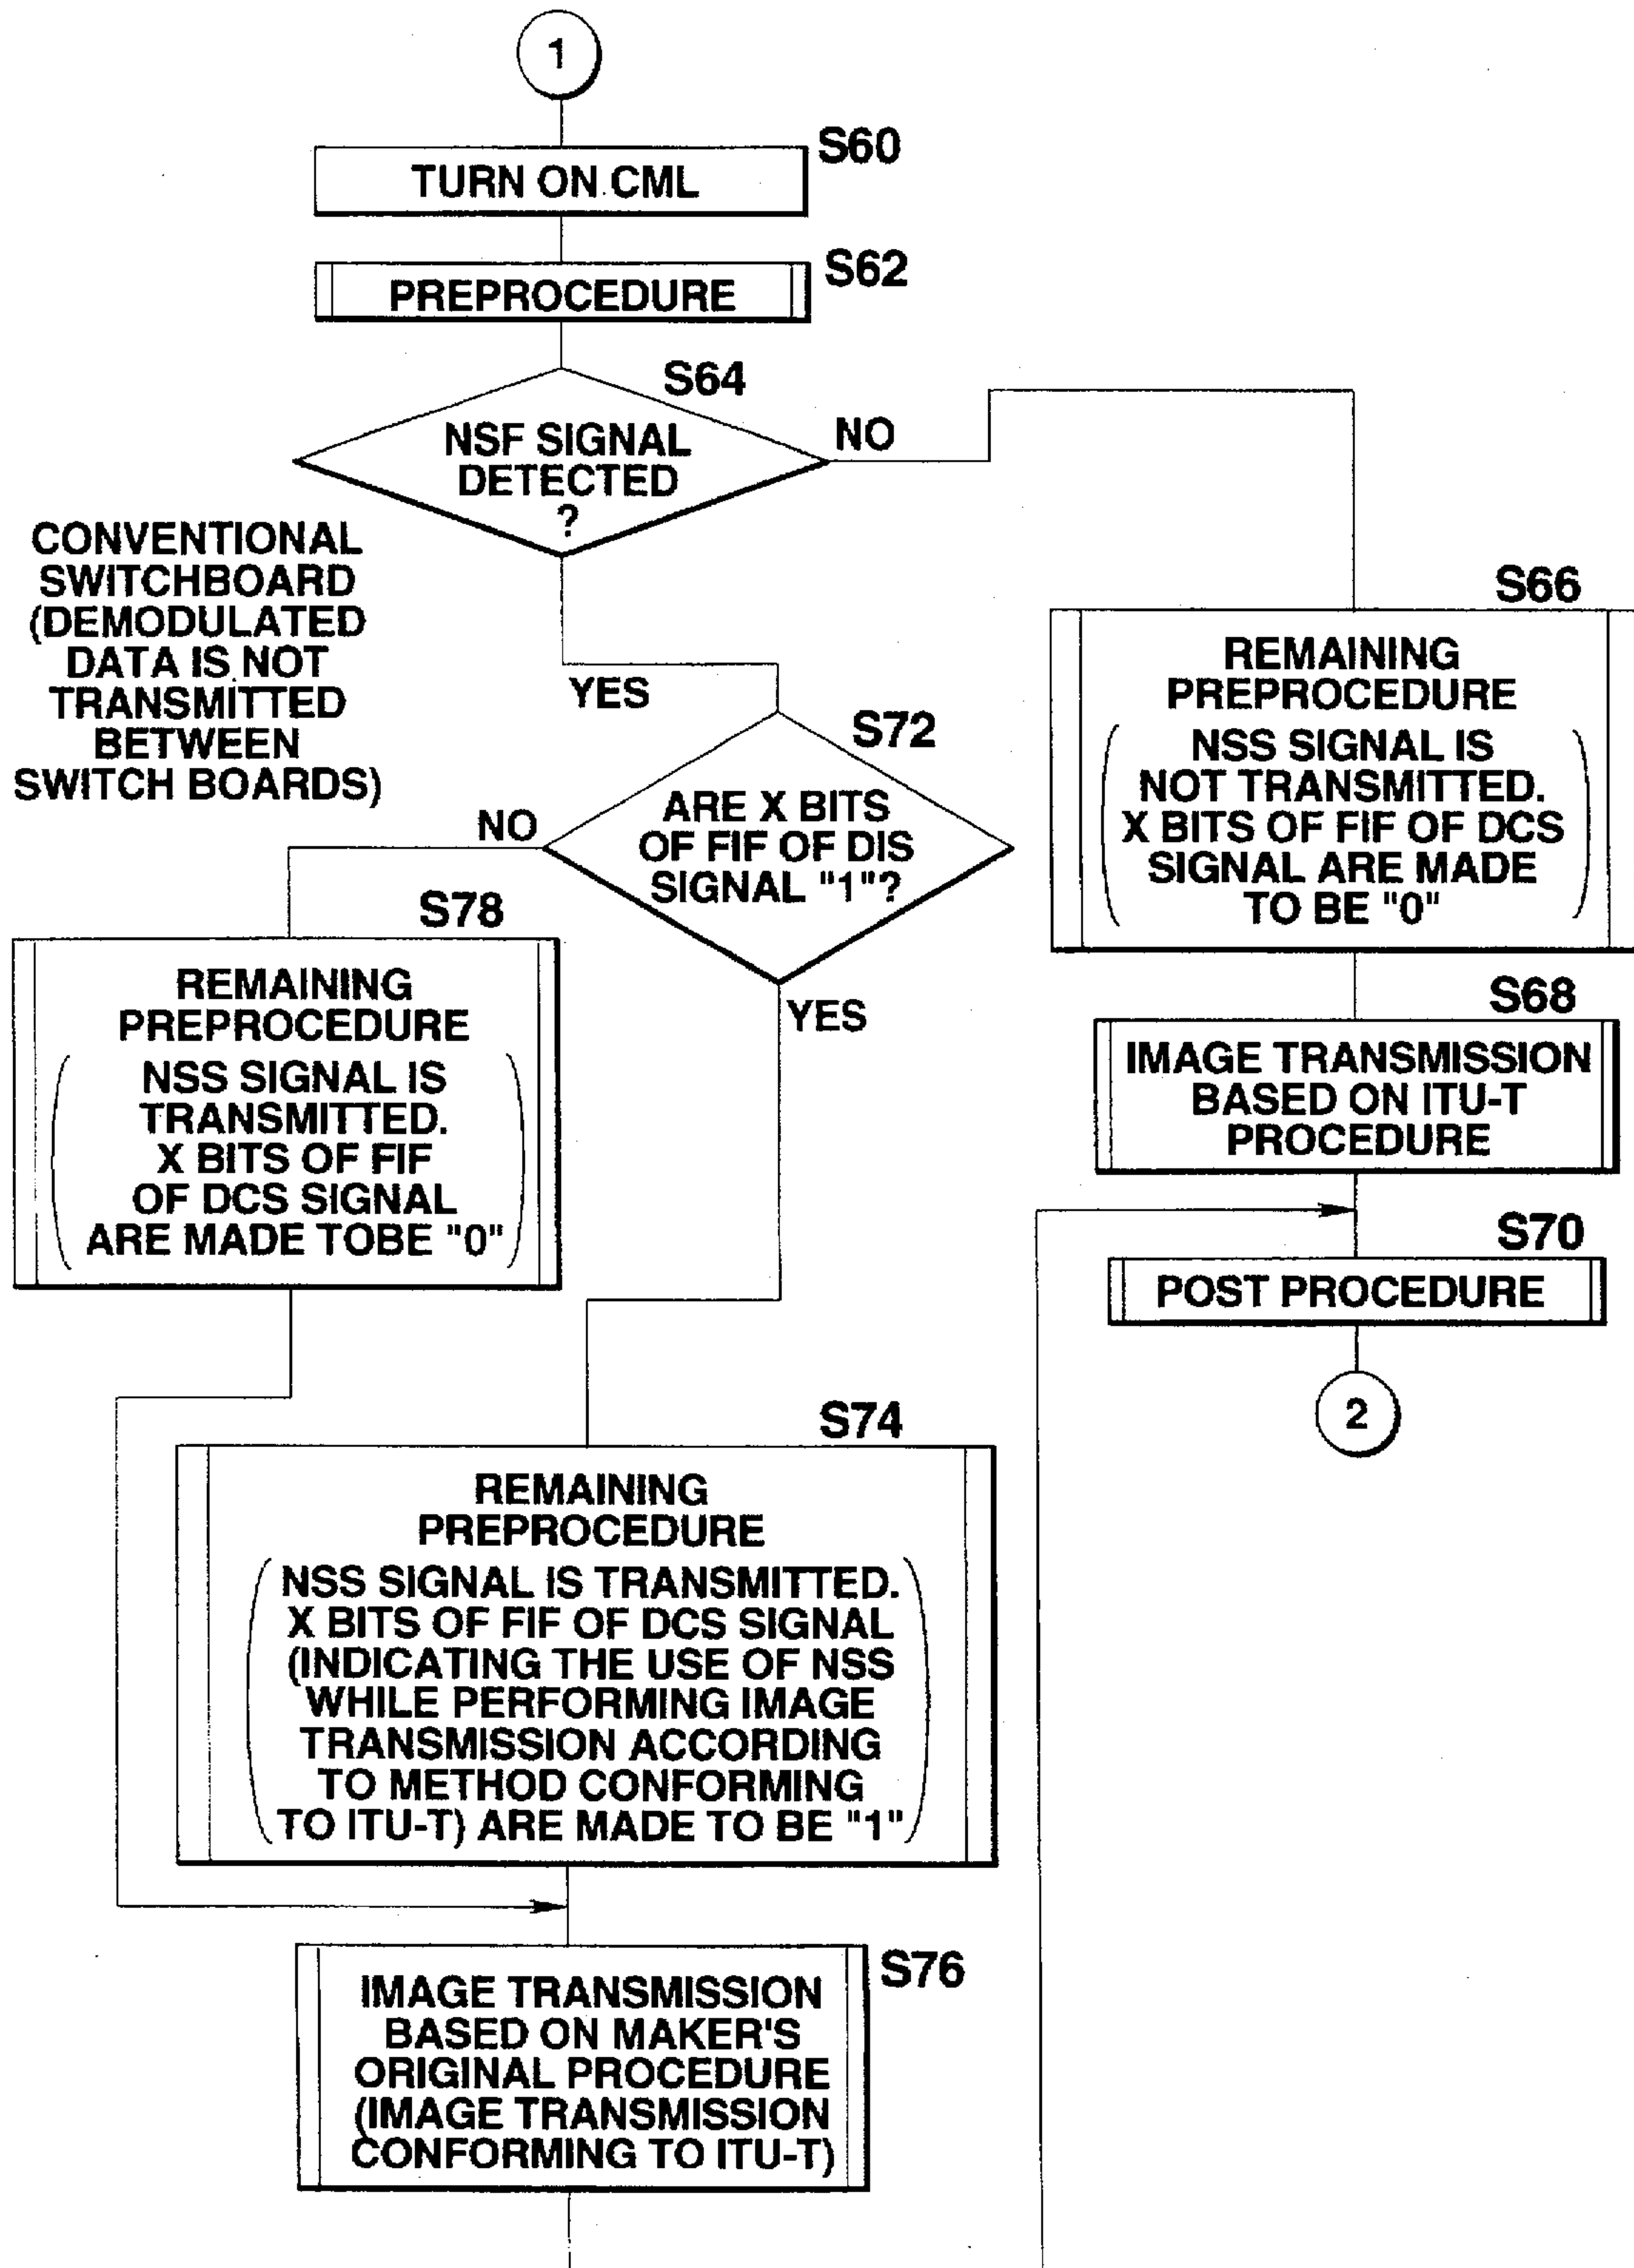 1
S60
TURN ON CML
S62
PREPROCEDURE
S64
NSF SIGNAL
DETECTED
?
NO
YES
CONVENTIONAL
SWITCHBOARD
(DEMODULATED
DATA IS NOT
TRANSMITTED
BETWEEN
SWITCH BOARDS)
S66
REMAINING
PREPROCEDURE
NSS SIGNAL IS
NOT TRANSMITTED.
X BITS OF FIF OF DCS
SIGNAL ARE MADE
TO BE "0"
S72
ARE X BITS
OF FIF OF DIS
SIGNAL "1"?
NO
YES
S78
REMAINING
PREPROCEDURE
NSS SIGNAL IS
TRANSMITTED.
X BITS OF FIF
OF DCS SIGNAL
ARE MADE TOBE "0"
S68
IMAGE TRANSMISSION
BASED ON ITU-T
PROCEDURE
S70
POST PROCEDURE
2
S74
REMAINING
PREPROCEDURE
NSS SIGNAL IS TRANSMITTED.
X BITS OF FIF OF DCS SIGNAL
(INDICATING THE USE OF NSS
WHILE PERFORMING IMAGE
TRANSMISSION ACCORDING
TO METHOD CONFORMING
TO ITU-T) ARE MADE TO BE "1"
S76
IMAGE TRANSMISSION
BASED ON MAKER'S
ORIGINAL PROCEDURE
(IMAGE TRANSMISSION
CONFORMING TO ITU-T)